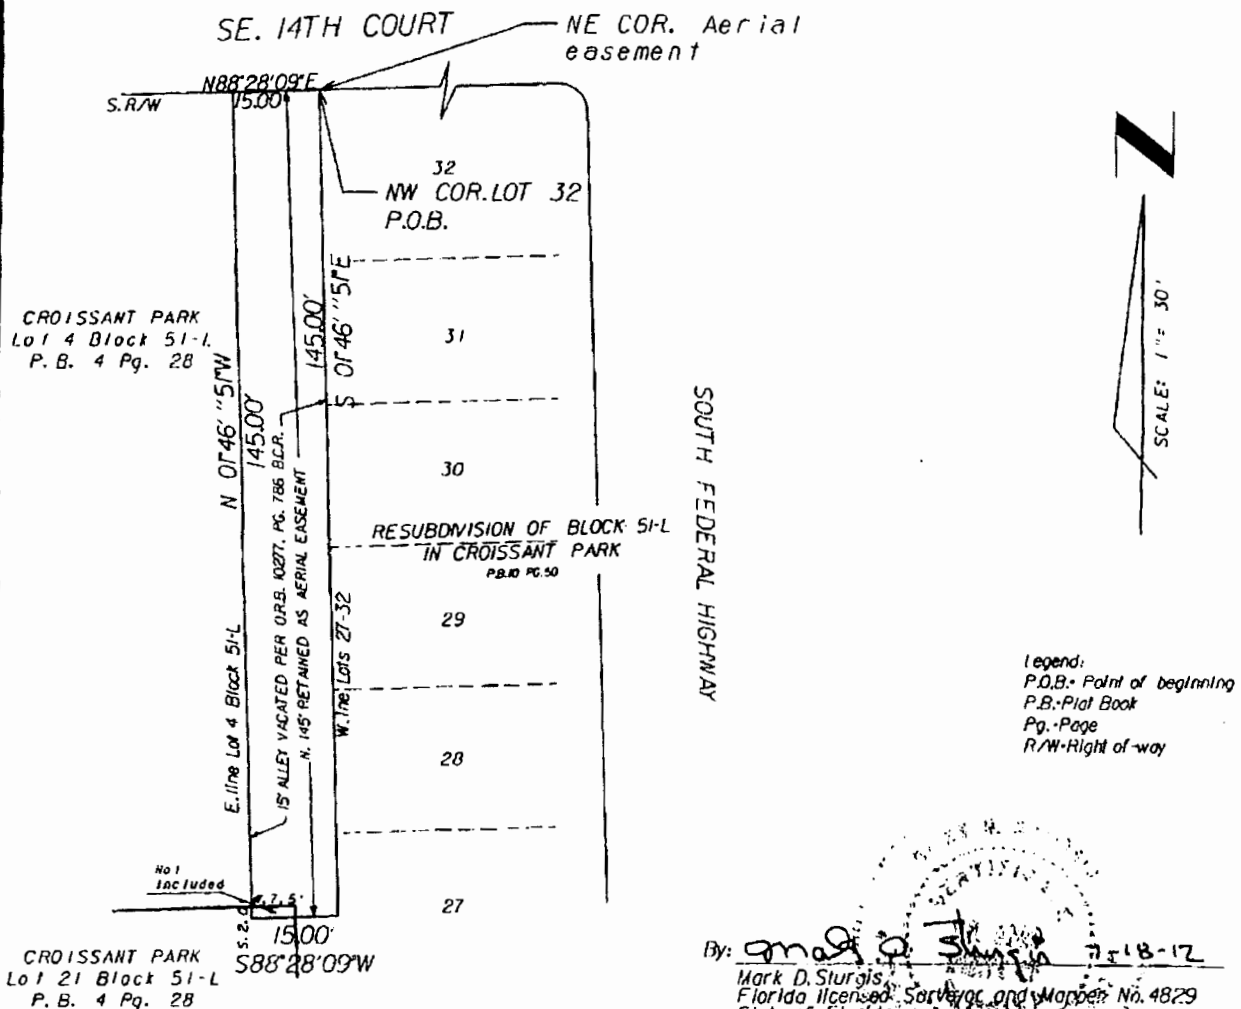 SE. 14TH COURT
NE COR. Aerial
easement
N88°28'09"E
15.00'
S.R/W
32
NW COR. LOT 32
P.O.B.
CROISSANT PARK
Lot 4 Block 51-L
P. B. 4 Pg. 28
N 01°46'"51"W
145.00'
145.00'
S 01°46'"51"E
31
30
15' ALLEY VACATED PER O.R.B. 10277, PG. 786 B.C.R.
N. 145' RETAINED AS AERIAL EASEMENT
RESUBDIVISION OF BLOCK 51-L
IN CROISSANT PARK
P.B.10 PG.50
SOUTH FEDERAL HIGHWAY
SCALE: 1"= 30'
29
E.line Lot 4 Block 51-L
W.line Lots 27-32
28
Legend:
P.O.B.- Point of beginning
P.B.-Plat Book
Pg.-Page
R/W-Right of-way
Not
Included
27
15.00'
S88°28'09"W
CROISSANT PARK
Lot 21 Block 51-L
P. B. 4 Pg. 28
By:
Mark D. Sturgis
Florida licensed Surveyor and Mapper No. 4829